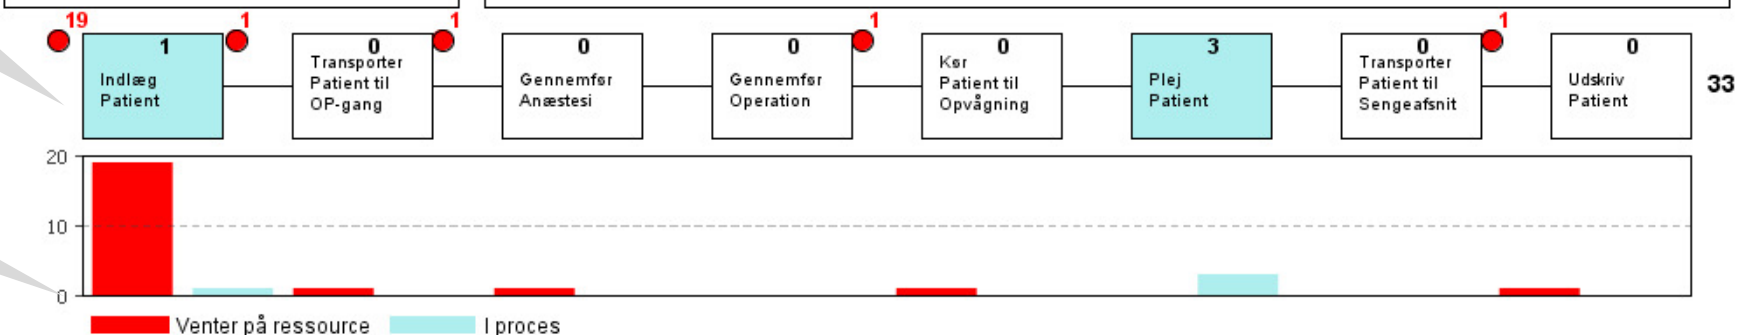 19
1
1
1
1
1
0
0
0
0
3
0
0
Indlæg
Patient
Transporter
Patient til
OP-gang
Gennemfør
Anæstesi
Gennemfør
Operation
Kør
Patient til
Opvågning
Plej
Patient
Transporter
Patient til
Sengeafsnit
Udskriv
Patient
33
20
10
0
Venter på ressource
I proces